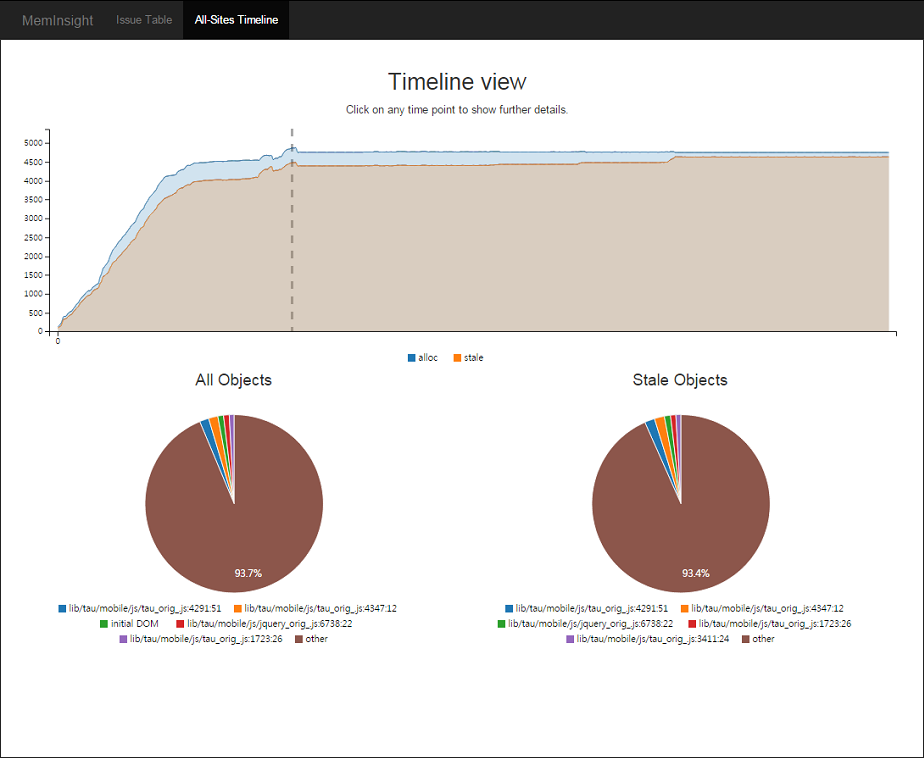 MemInsight Issue Table All-Sites Timeline
Timeline view
Click on any time point to show further details.
5000
4500
4000
3500
3000
2500
2000
1500
1000
500
0
0
alloc stale
All Objects Stale Objects
93.7% 93.4%
lib/tau/mobile/js/tau_orig_js:4291:51 lib/tau/mobile/js/tau_orig_js:4347:12 lib/tau/mobile/js/tau_orig_js:4291:51 lib/tau/mobile/js/tau_orig_js:4347:12
initial DOM lib/tau/mobile/js/jquery_orig_js:6738:22 lib/tau/mobile/js/jquery_orig_js:6738:22 lib/tau/mobile/js/tau_orig_js:1723:26
lib/tau/mobile/js/tau_orig_js:1723:26 other lib/tau/mobile/js/tau_orig_js:3411:24 other